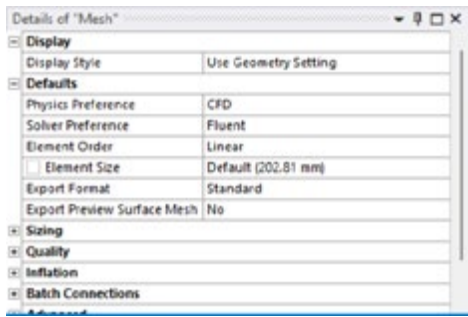 Details of "Mesh"
Display
Display Style Use Geometry Setting
Defaults
Physics Preference CFD
Solver Preference Fluent
Element Order Linear
Element Size Default (202.81 mm)
Export Format Standard
Export Preview Surface Mesh No
Sizing
Quality
Inflation
Batch Connections
Advanced